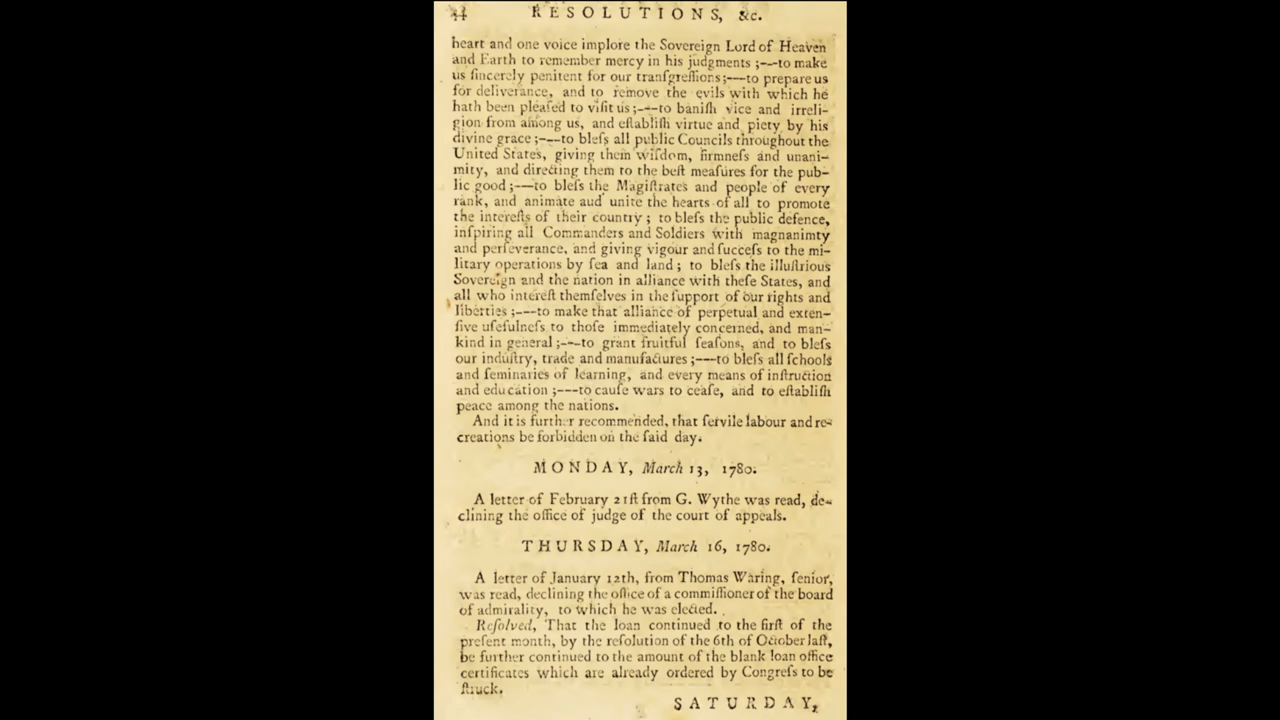 44 RESOLUTIONS, &c.
heart and one voice implore the Sovereign Lord of Heaven
and Earth to remember mercy in his judgments ;---to make
us ſincerely penitent for our tranſgreſſions;---to prepare us
for deliverance, and to remove the evils with which he
hath been pleaſed to viſit us;---to baniſh vice and irreli-
gion from among us, and eſtabliſh virtue and piety by his
divine grace ;---to bleſs all public Councils throughout the
United States, giving them wiſdom, firmneſs and unani-
mity, and directing them to the beſt meaſures for the pub-
lic good ;---to bleſs the Magiſtrates and people of every
rank, and animate aud unite the hearts of all to promote
the intereſts of their country ; to bleſs the public defence,
inſpiring all Commanders and Soldiers with magnanimty
and perſeverance, and giving vigour and ſucceſs to the mi-
litary operations by ſea and land ; to bleſs the illuſtrious
Sovereign and the nation in alliance with theſe States, and
all who intereſt themſelves in the ſupport of our rights and
liberties ;---to make that alliance of perpetual and exten-
ſive uſefulneſs to thoſe immediately concerned, and man-
kind in general ;---to grant fruitful ſeaſons, and to bleſs
our induſtry, trade and manufactures ;---to bleſs all ſchools
and ſeminaries of learning, and every means of inſtruction
and education ;---to cauſe wars to ceaſe, and to eſtabliſh
peace among the nations.
And it is further recommended, that ſervile labour and re-
creations be forbidden on the ſaid day.
MONDAY, March 13, 1780.
A letter of February 21ſt from G. Wythe was read, de-
clining the office of judge of the court of appeals.
THURSDAY, March 16, 1780.
A letter of January 12th, from Thomas Waring, ſenior,
was read, declining the office of a commiſſioner of the board
of admirality, to which he was elected.
Reſolved, That the loan continued to the firſt of the
preſent month, by the reſolution of the 6th of October laſt,
be further continued to the amount of the blank loan office
certificates which are already ordered by Congreſs to be
ſtruck.
SATURDAY,